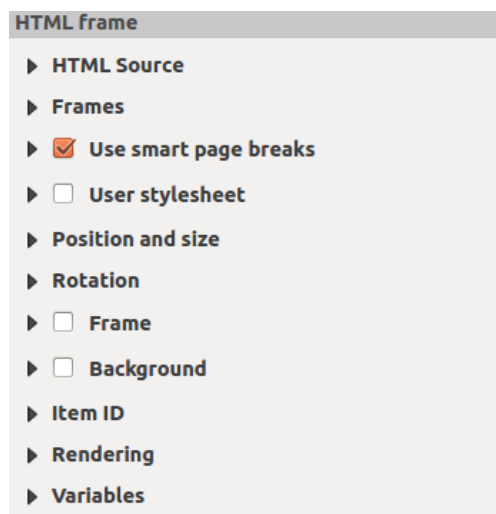 HTML frame
HTML Source
Frames
Use smart page breaks
User stylesheet
Position and size
Rotation
Frame
Background
Item ID
Rendering
Variables